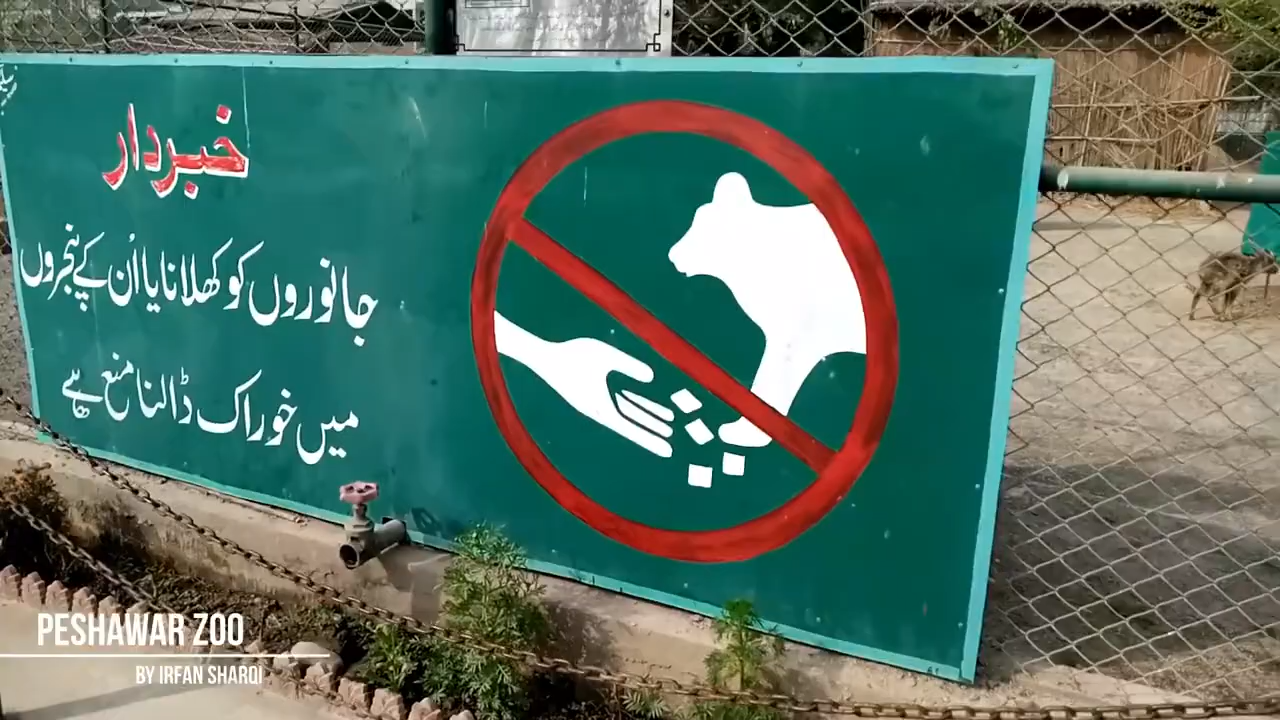 خبردار
جانوروں کو کھلانا یا اُن کے پنجروں
میں خوراک ڈالنا منع ہے
PESHAWAR ZOO
BY IRFAN SHARQI